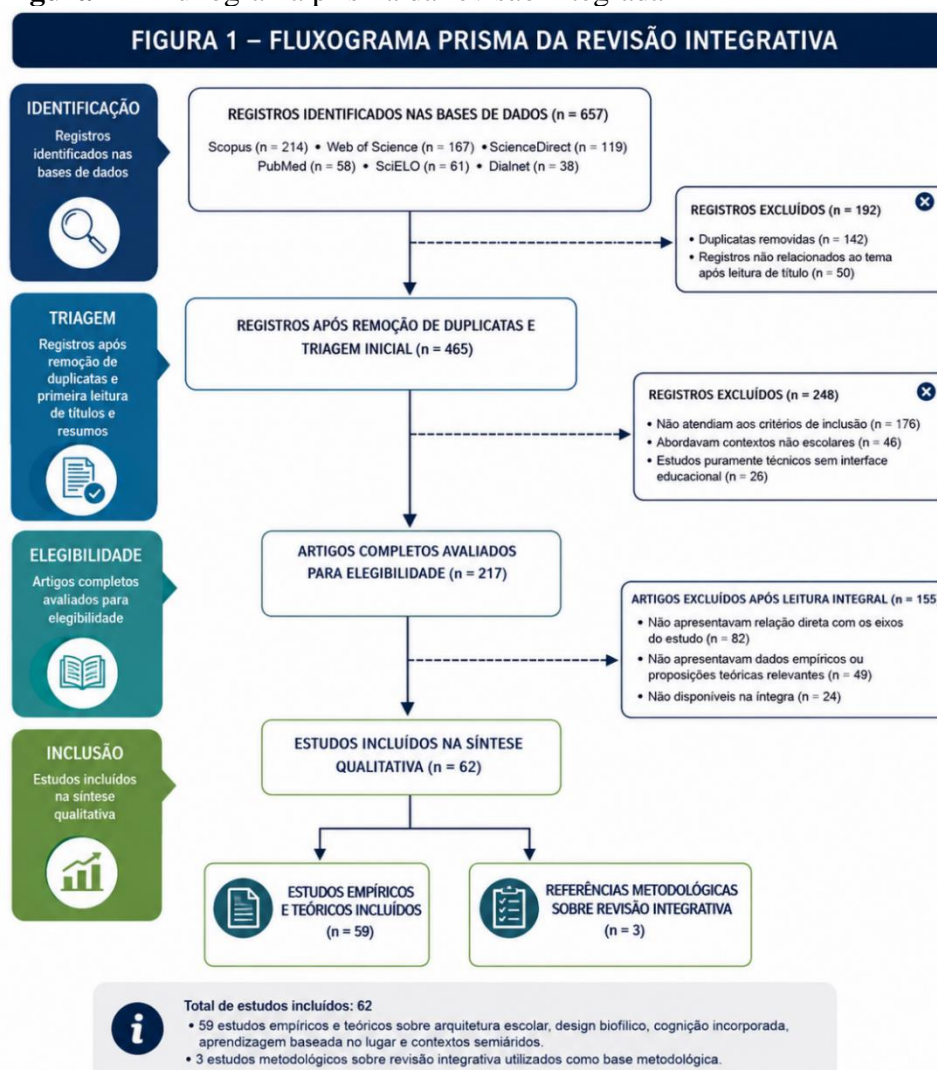 FIGURA 1 – FLUXOGRAMA PRISMA DA REVISÃO INTEGRATIVA
IDENTIFICAÇÃO
Registros
identificados nas
bases de dados
REGISTROS IDENTIFICADOS NAS BASES DE DADOS (n = 657)
Scopus (n = 214) • Web of Science (n = 167) •ScienceDirect (n = 119)
PubMed (n = 58) • SciELO (n = 61) • Dialnet (n = 38)
REGISTROS EXCLUÍDOS (n = 192)
• Duplicatas removidas (n = 142)
• Registros não relacionados ao tema
após leitura de título (n = 50)
TRIAGEM
Registros após
remoção de
duplicatas e
primeira leitura
de títulos e
resumos
REGISTROS APÓS REMOÇÃO DE DUPLICATAS E
TRIAGEM INICIAL (n = 465)
REGISTROS EXCLUÍDOS (n = 248)
• Não atendiam aos critérios de inclusão (n = 176)
• Abordavam contextos não escolares (n = 46)
• Estudos puramente técnicos sem interface
educacional (n = 26)
ELEGIBILIDADE
Artigos completos
avaliados para
elegibilidade
ARTIGOS COMPLETOS AVALIADOS
PARA ELEGIBILIDADE (n = 217)
ARTIGOS EXCLUÍDOS APÓS LEITURA INTEGRAL (n = 155
• Não apresentavam relação direta com os eixos
do estudo (n = 82)
• Não apresentavam dados empíricos ou
proposições teóricas relevantes (n = 49)
• Não disponíveis na íntegra (n = 24)
INCLUSÃO
Estudos incluídos
na síntese
qualitativa
ESTUDOS INCLUÍDOS NA SÍNTESE
QUALITATIVA (n = 62)
ESTUDOS EMPÍRICOS
E TEÓRICOS INCLUÍDOS
(n = 59)
REFERÊNCIAS METODOLÓGICAS
SOBRE REVISÃO INTEGRATIVA
(n = 3)
Total de estudos incluídos: 62
• 59 estudos empíricos e teóricos sobre arquitetura escolar, design biofílico, cognição incorporada,
aprendizagem baseada no lugar e contextos semiáridos.
• 3 estudos metodológicos sobre revisão integrativa utilizados como base metodológica.